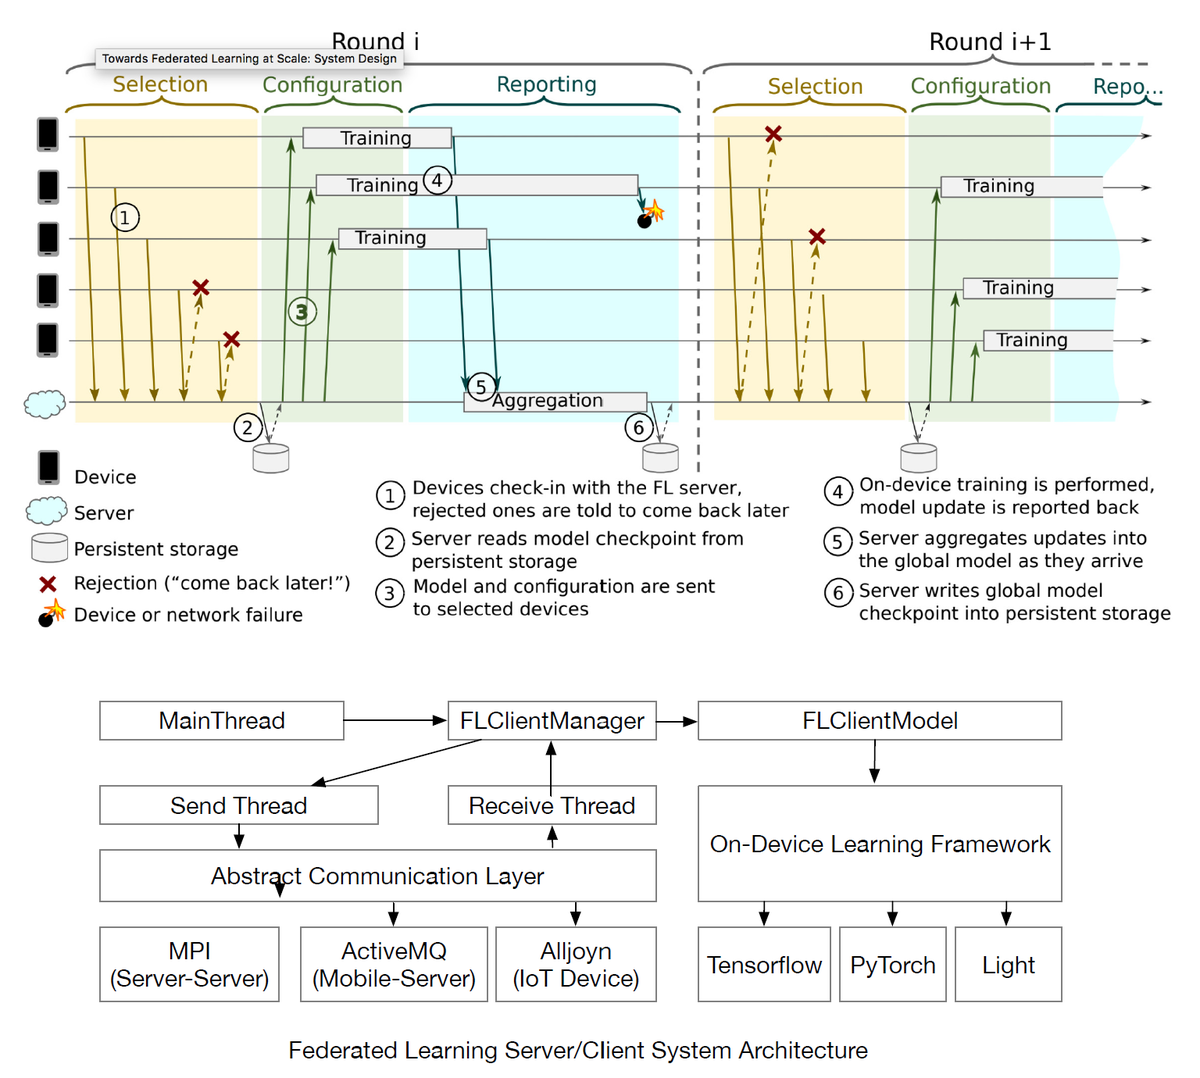 Round i
Round i+1
Towards Federated Learning at Scale: System Design
Selection
Configuration
Reporting
Selection
Configuration
Repo...
Training
Training
4
Training
1
3
Training
Training
Training
5
Aggregation
2
6
Device
Server
Persistent storage
Rejection (“come back later!”)
Device or network failure
1 Devices check-in with the FL server,
rejected ones are told to come back later
2 Server reads model checkpoint from
persistent storage
3 Model and configuration are sent
to selected devices
4 On-device training is performed,
model update is reported back
5 Server aggregates updates into
the global model as they arrive
6 Server writes global model
checkpoint into persistent storage
MainThread
FLClientManager
FLClientModel
Send Thread
Receive Thread
On-Device Learning Framework
Abstract Communication Layer
MPI
(Server-Server)
ActiveMQ
(Mobile-Server)
Alljoyn
(IoT Device)
Tensorflow
PyTorch
Light
Federated Learning Server/Client System Architecture